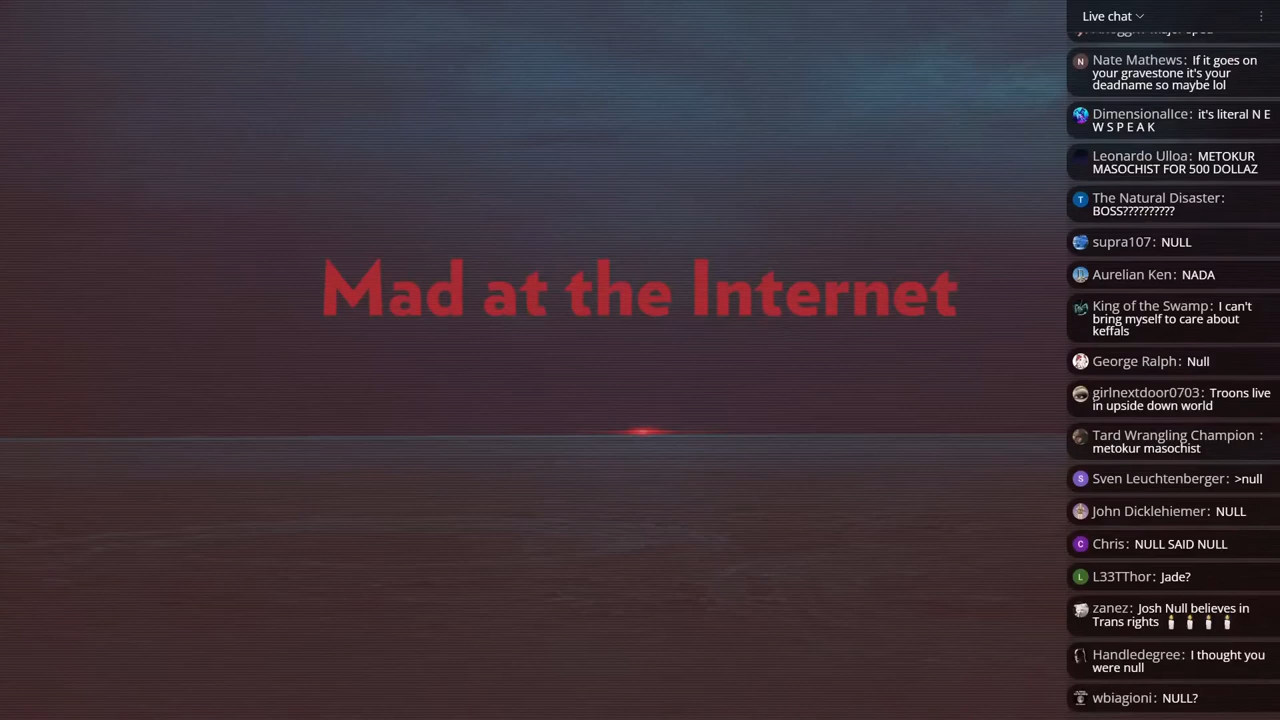 Live chat
Mad at the Internet
Nate Mathews: If it goes on
your gravestone it's your
deadname so maybe lol
DimensionalIce: it's literal N E
W S P E A K
Leonardo Ulloa: METOKUR
MASOCHIST FOR 500 DOLLAZ
The Natural Disaster:
BOSS??????????
supra107: NULL
Aurelian Ken: NADA
King of the Swamp: I can't
bring myself to care about
keffals
George Ralph: Null
girlnextdoor0703: Troons live
in upside down world
Tard Wrangling Champion :
metokur masochist
Sven Leuchtenberger: >null
John Dicklehiemer: NULL
Chris: NULL SAID NULL
L33TThor: Jade?
zanez: Josh Null believes in
Trans rights 🕯 🕯 🕯 🕯
Handledegree: I thought you
were null
wbiagioni: NULL?